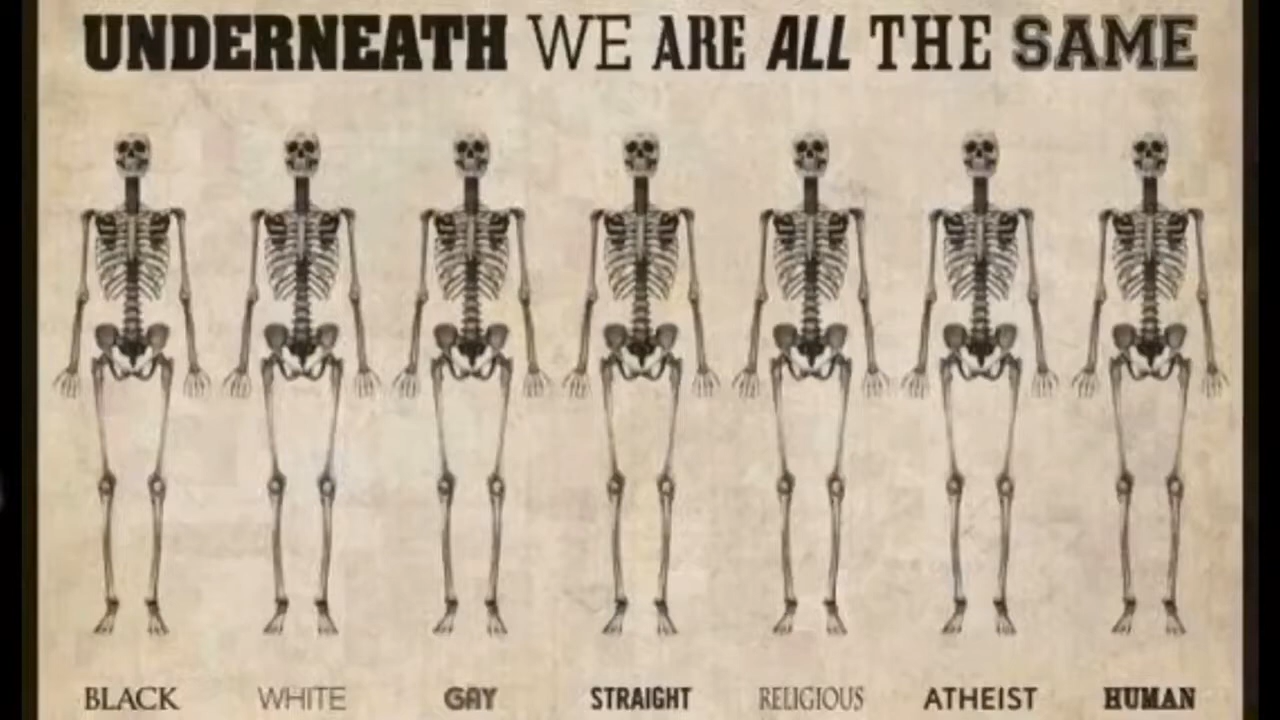 UNDERNEATH WE ARE ALL THE SAME
BLACK WHITE GAY STRAIGHT RELIGIOUS ATHEIST HUMAN